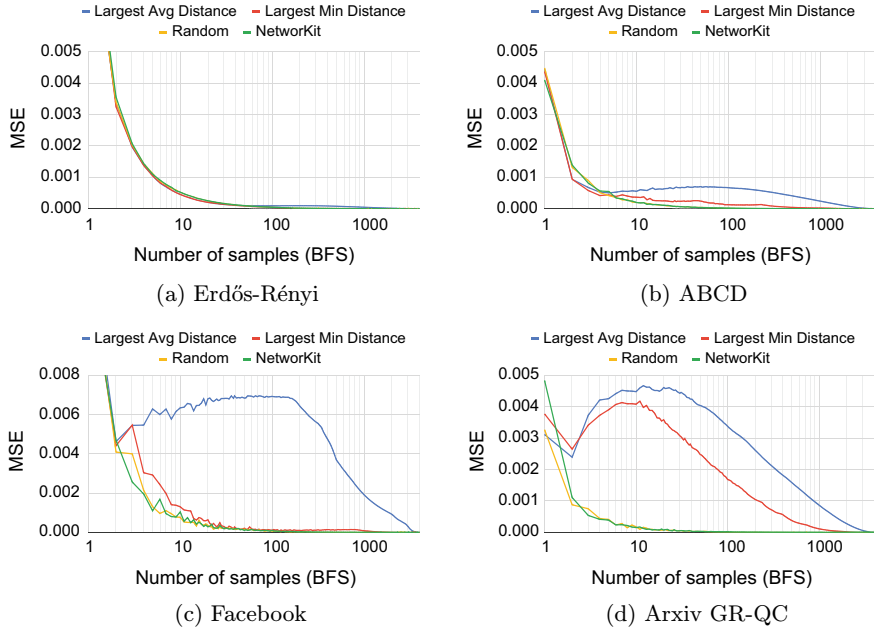 Largest Avg Distance Largest Min Distance
Random NetworKit
0.005
0.004
0.003
0.002
0.001
0.000
MSE
1 10 100 1000
Number of samples (BFS)
(a) Erdős-Rényi
Largest Avg Distance Largest Min Distance
Random NetworKit
0.005
0.004
0.003
0.002
0.001
0.000
MSE
1 10 100 1000
Number of samples (BFS)
(b) ABCD
Largest Avg Distance Largest Min Distance
Random NetworKit
0.008
0.006
0.004
0.002
0.000
MSE
1 10 100 1000
Number of samples (BFS)
(c) Facebook
Largest Avg Distance Largest Min Distance
Random NetworKit
0.005
0.004
0.003
0.002
0.001
0.000
MSE
1 10 100 1000
Number of samples (BFS)
(d) Arxiv GR-QC